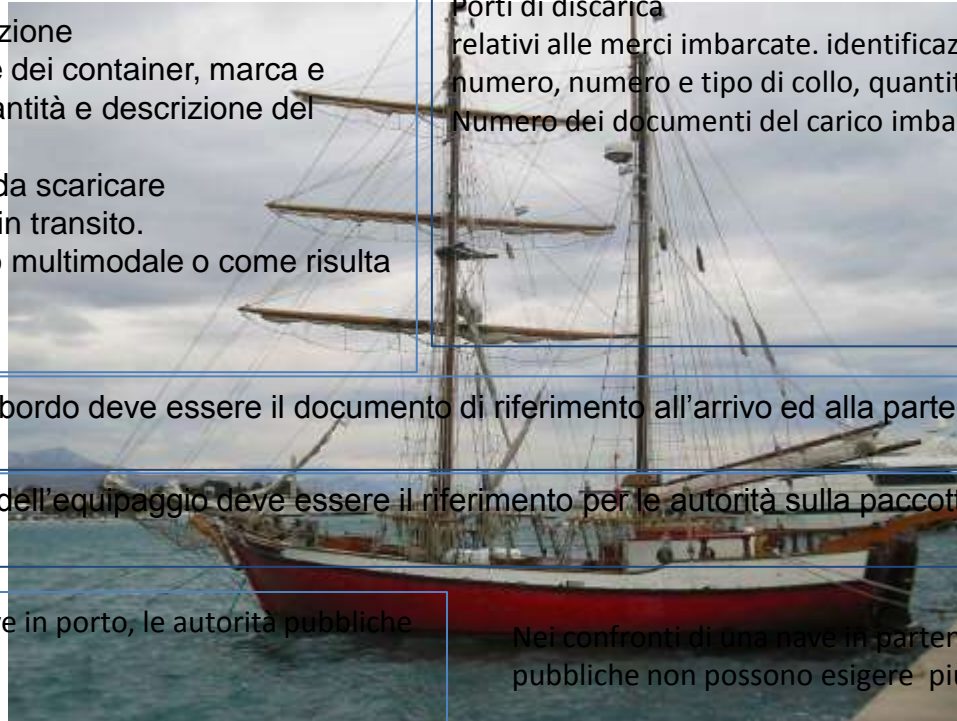 zione
e dei container, marca e
antità e descrizione del
da scaricare
in transito.
o multimodale o come risulta
Porti di discarica
relativi alle merci imbarcate. identificaz
numero, numero e tipo di collo, quantit
Numero dei documenti del carico imba
bordo deve essere il documento di riferimento all’arrivo ed alla parte
dell’equipaggio deve essere il riferimento per le autorità sulla paccott
e in porto, le autorità pubbliche
Nei confronti di una nave in parten
pubbliche non possono esigere più